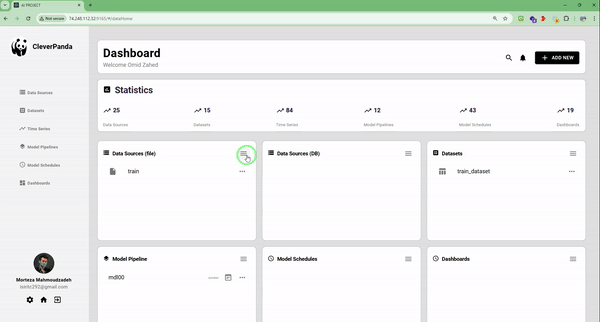 AI PROJECT
Not secure 74.248.112.32:9165/#/dataHome
CleverPanda
Dashboard
Welcome Omid Zahed
ADD NEW
Statistics
25
15
84
12
43
19
Data Sources
Datasets
Time Series
Model Pipelines
Model Schedules
Dashboards
Data Sources
Datasets
Time Series
Model Pipelines
Model Schedules
Dashboards
Data Sources (file)
train
Data Sources (DB)
Datasets
train_dataset
Model Pipeline
mdl00
Model Schedules
Dashboards
Morteza Mahmoudzadeh
isintc292@gmail.com